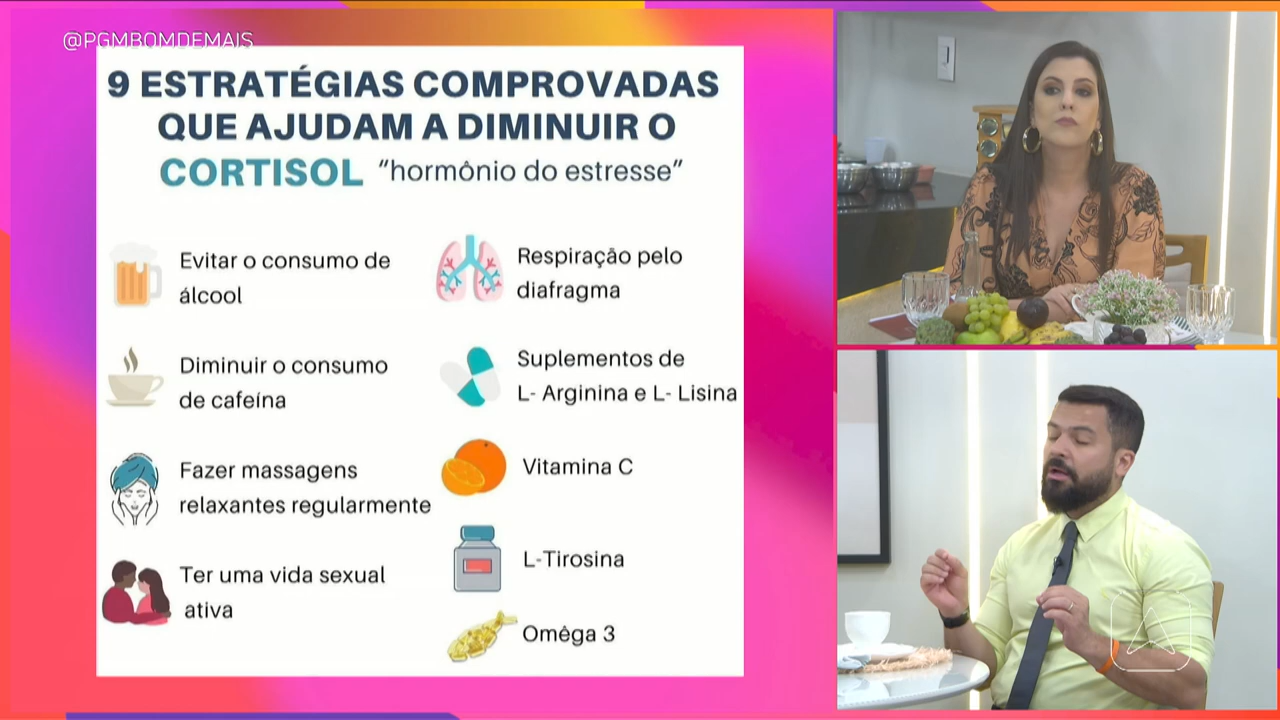 @PGMBOMDEMAIS
9 ESTRATÉGIAS COMPROVADAS
QUE AJUDAM A DIMINUIR O
CORTISOL "hormônio do estresse"
Evitar o consumo de
álcool
Diminuir o consumo
de cafeína
Fazer massagens
relaxantes regularmente
Ter uma vida sexual
ativa
Respiração pelo
diafragma
Suplementos de
L- Arginina e L- Lisina
Vitamina C
L-Tirosina
Omêga 3